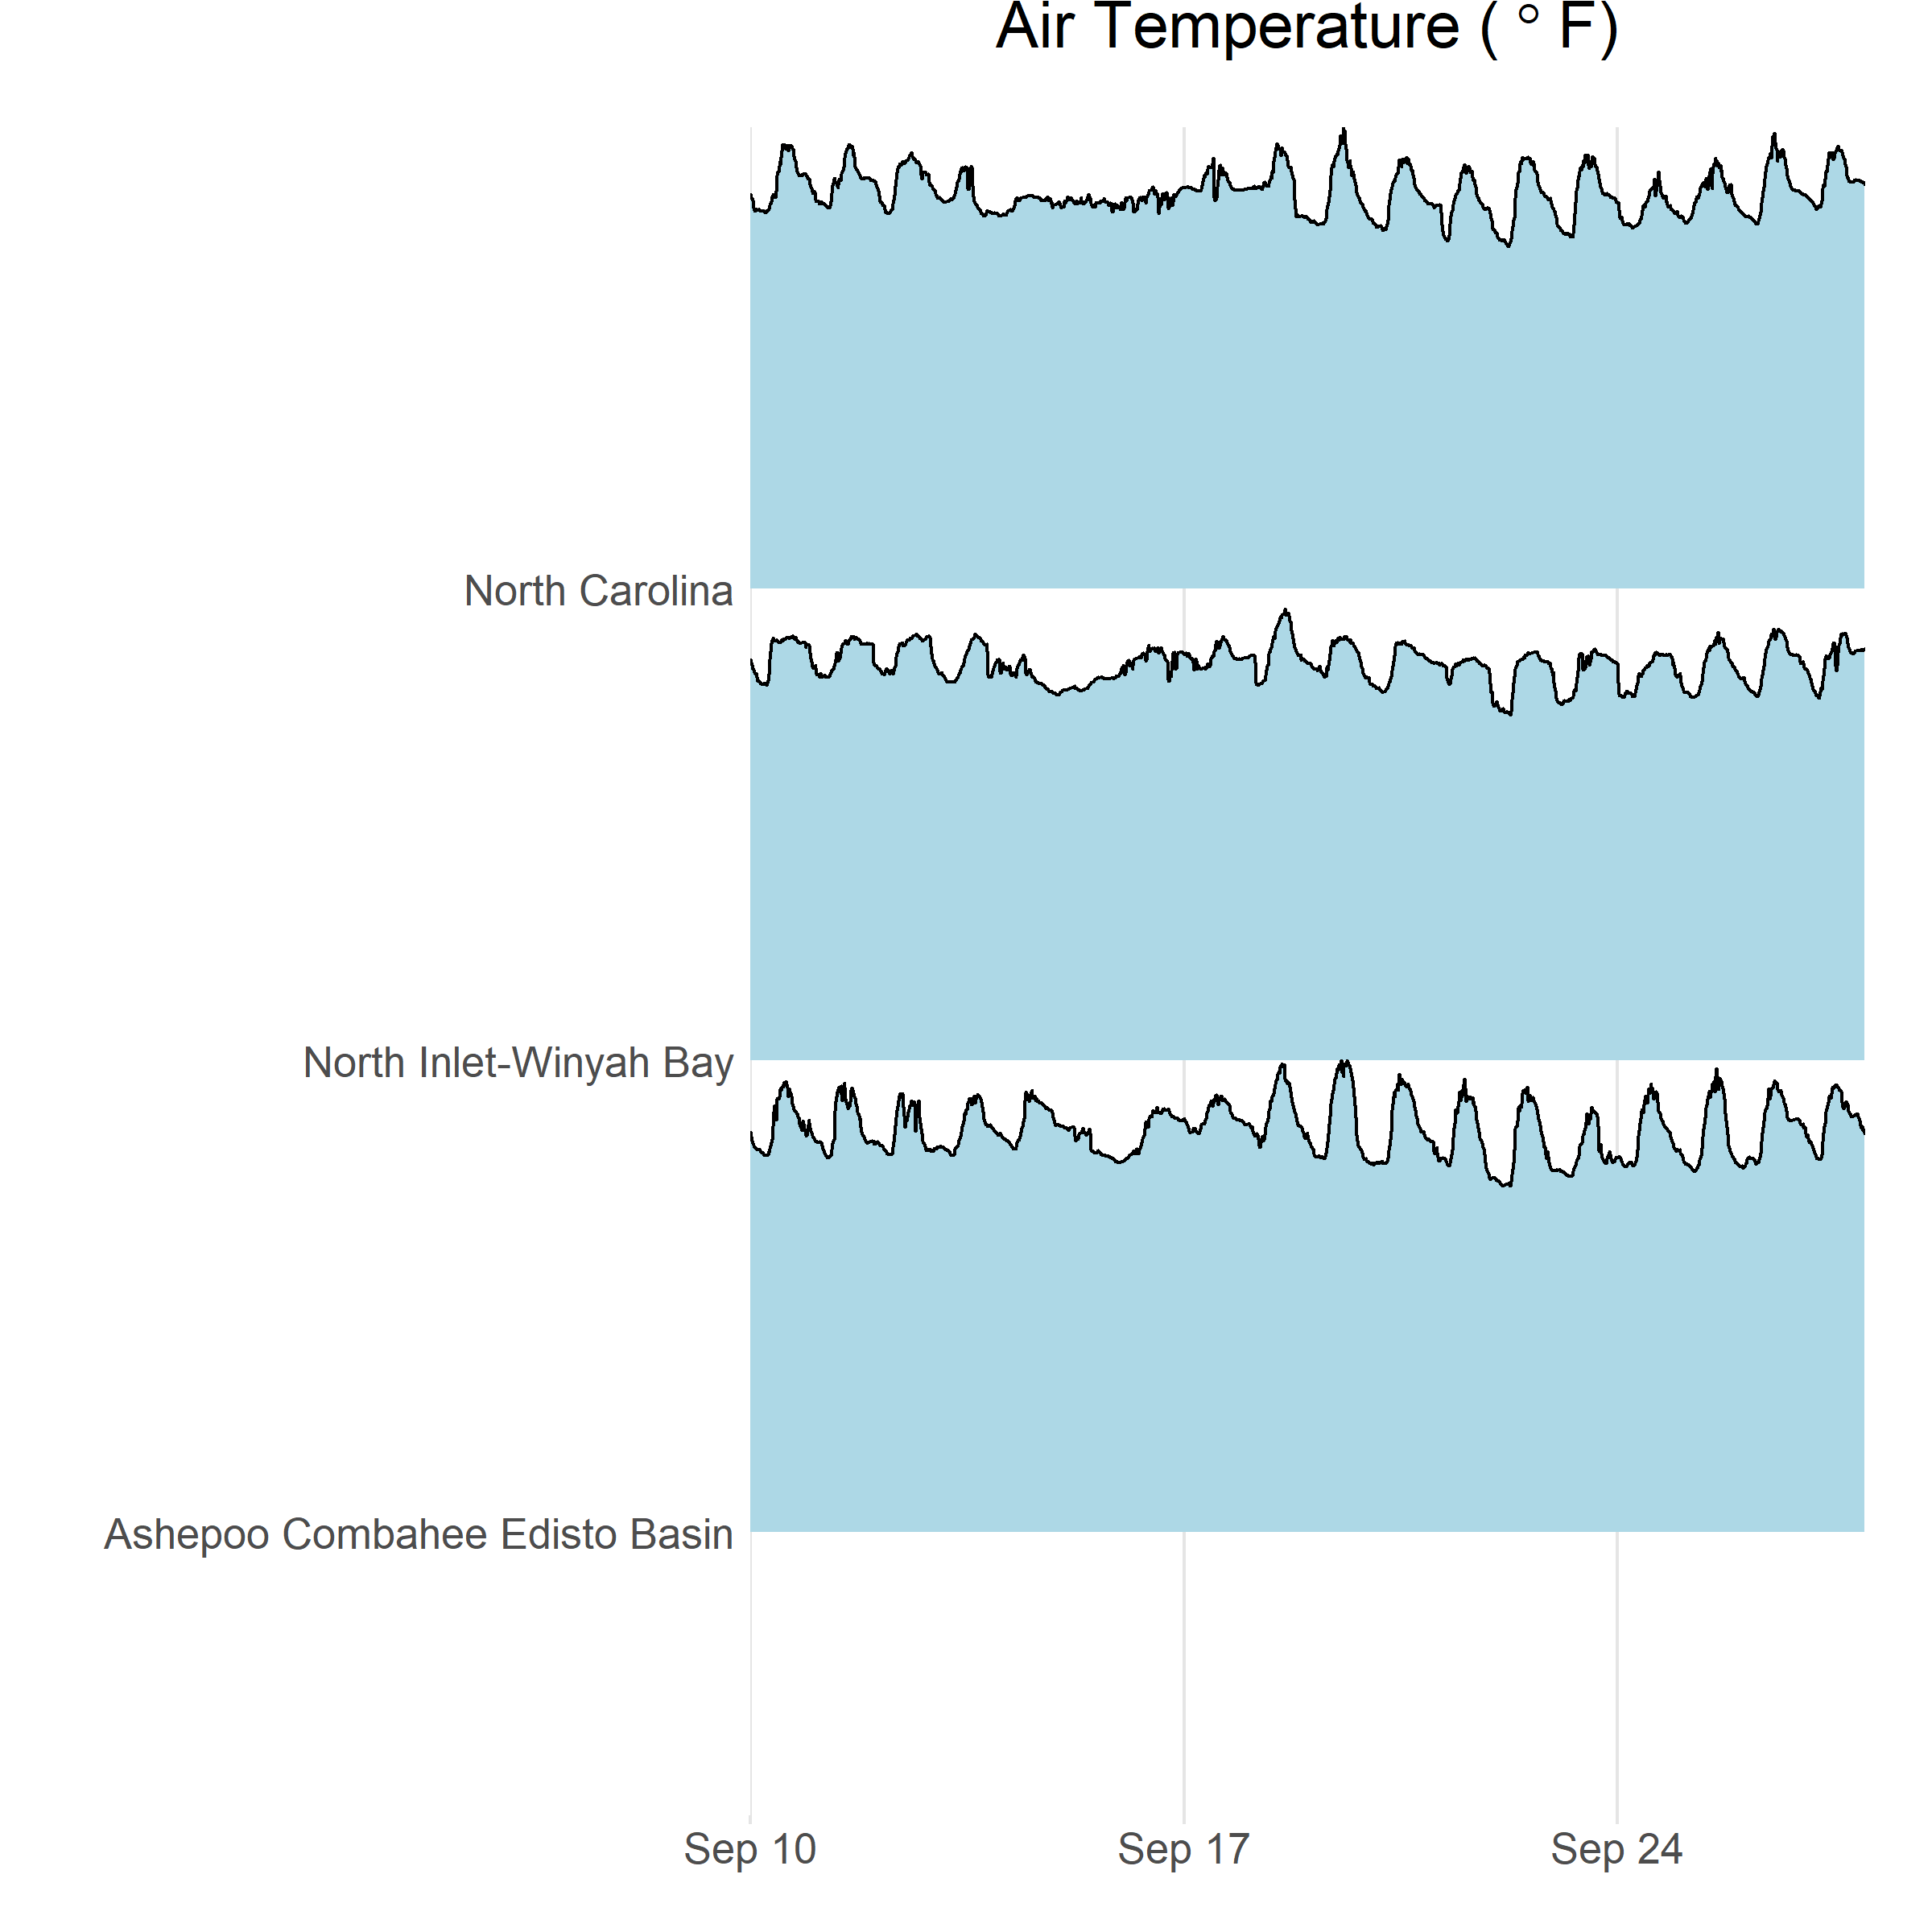 Air Temperature ( ° F)
North Carolina
North Inlet-Winyah Bay
Ashepoo Combahee Edisto Basin
Sep 10
Sep 17
Sep 24